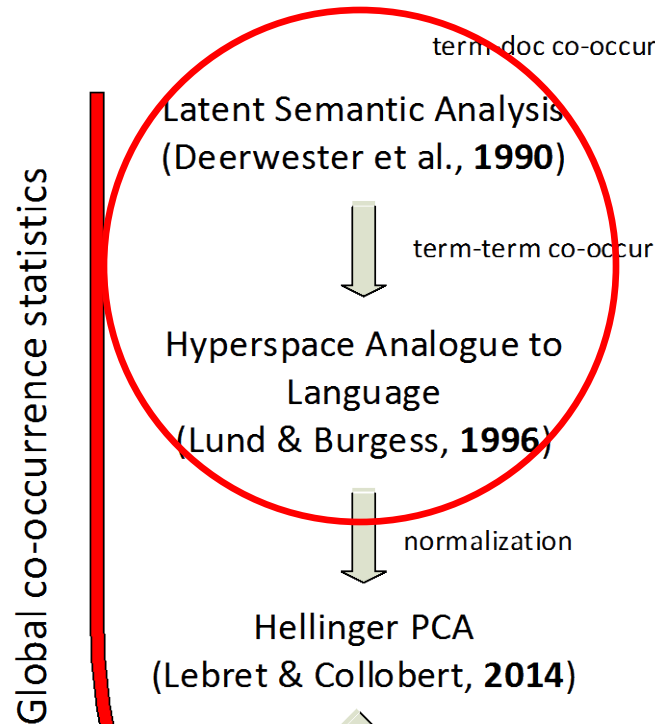 term-doc co-occur
Latent Semantic Analysis
(Deerwester et al., 1990)
term-term co-occur
Hyperspace Analogue to
Language
(Lund & Burgess, 1996)
normalization
Hellinger PCA
(Lebret & Collobert, 2014)
Global co-occurrence statistics